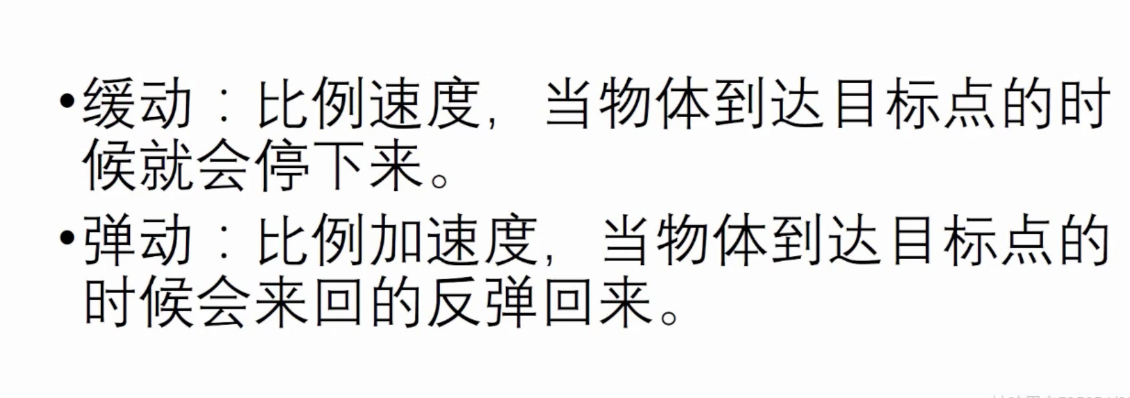 •缓动：比例速度，当物体到达目标点的时
候就会停下来。
•弹动：比例加速度，当物体到达目标点的
时候会来回的反弹回来。